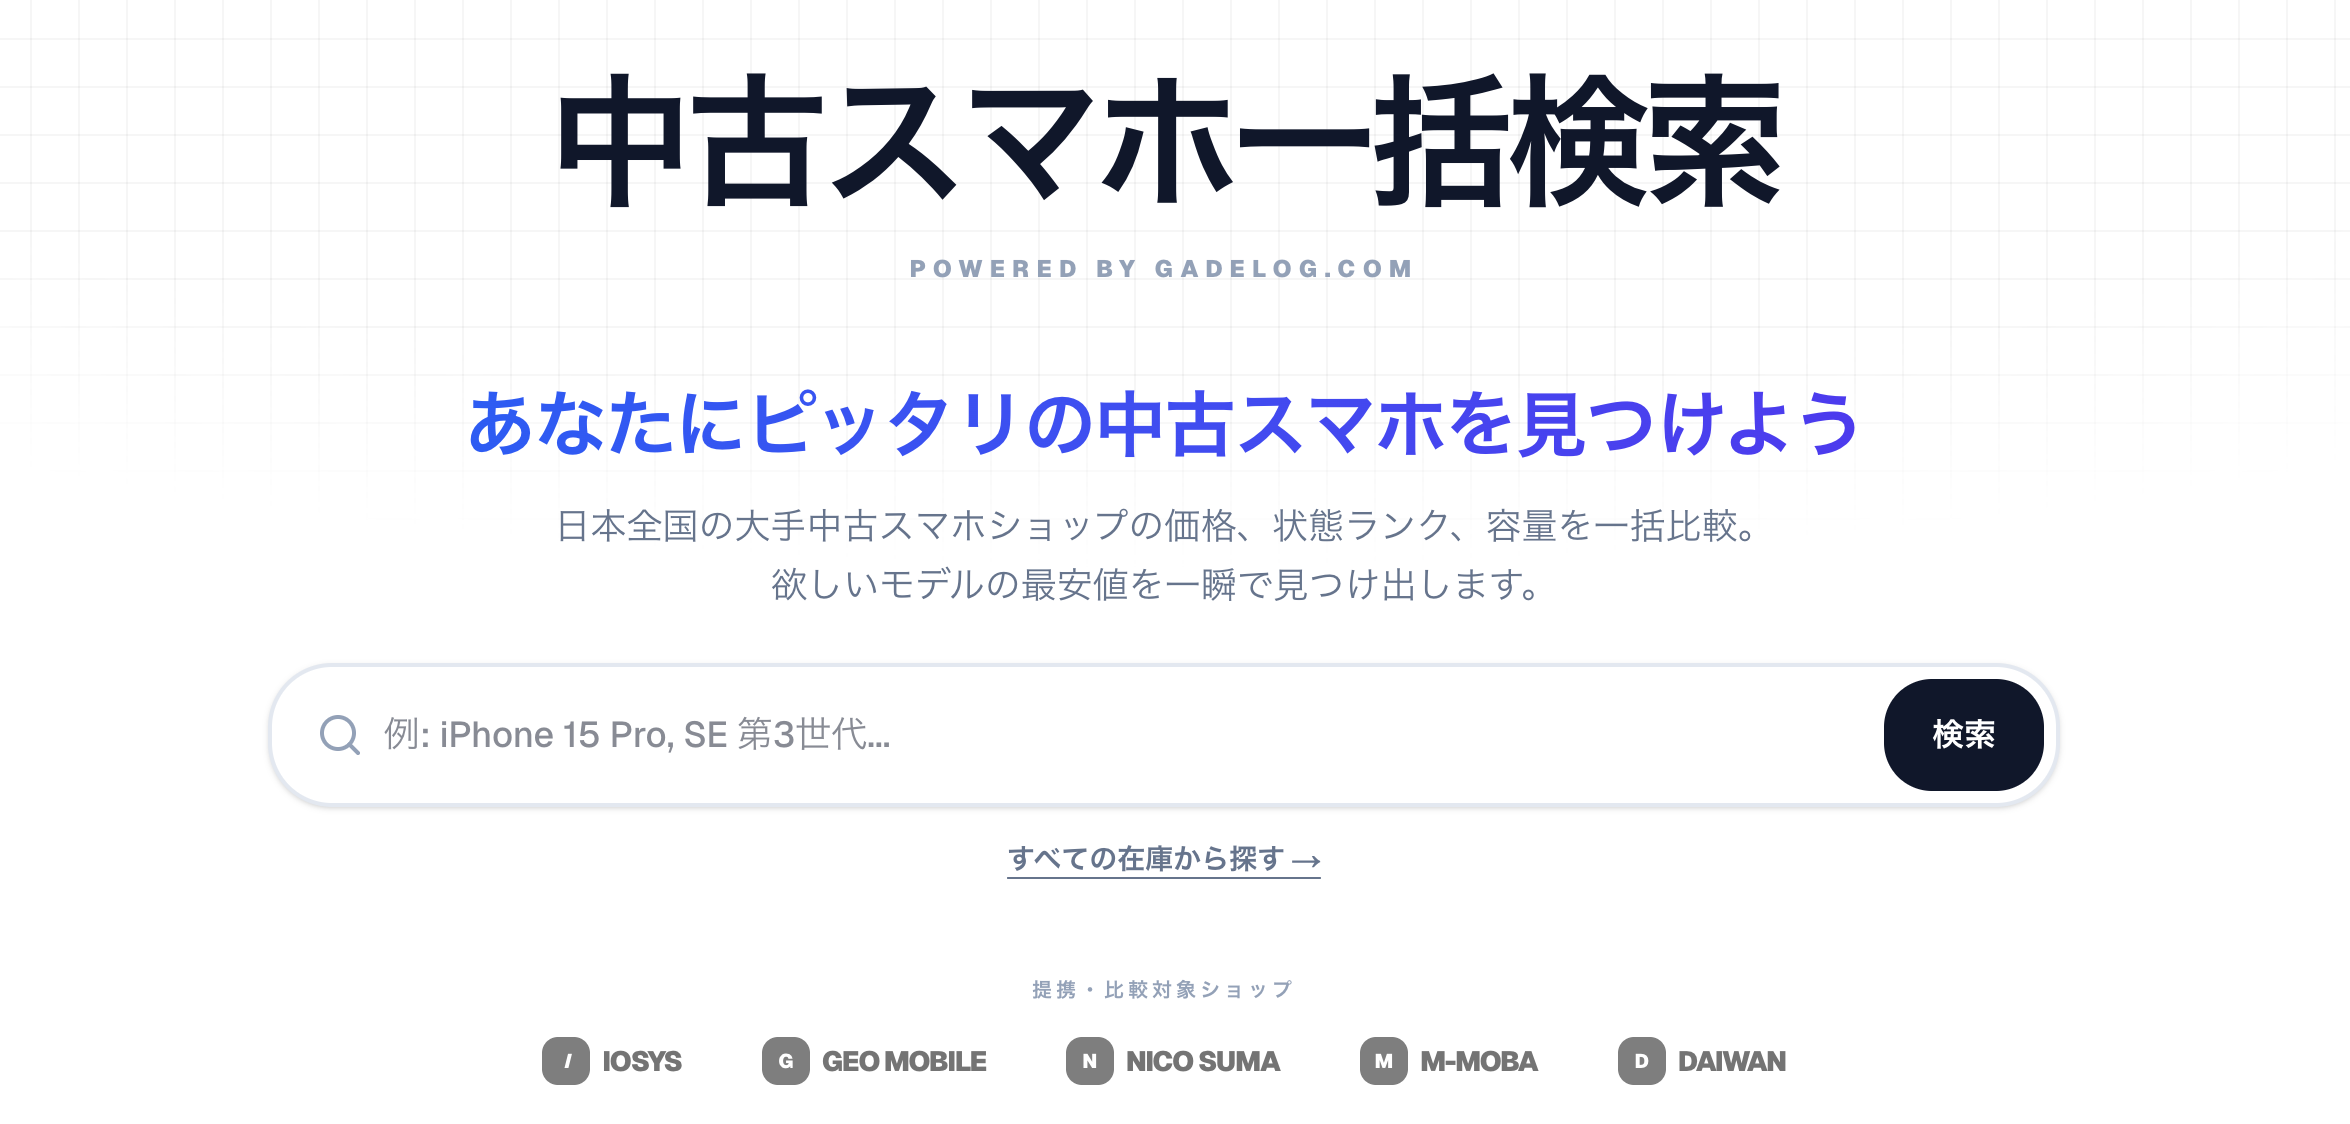 中古スマホ一括検索
POWERED BY GADELOG.COM
あなたにピッタリの中古スマホを見つけよう
日本全国の大手中古スマホショップの価格、状態ランク、容量を一括比較。
欲しいモデルの最安値を一瞬で見つけ出します。
例: iPhone 15 Pro, SE 第3世代... 検索
すべての在庫から探す →
提携・比較対象ショップ
I IOSYS G GEO MOBILE N NICO SUMA M M-MOBA D DAIWAN